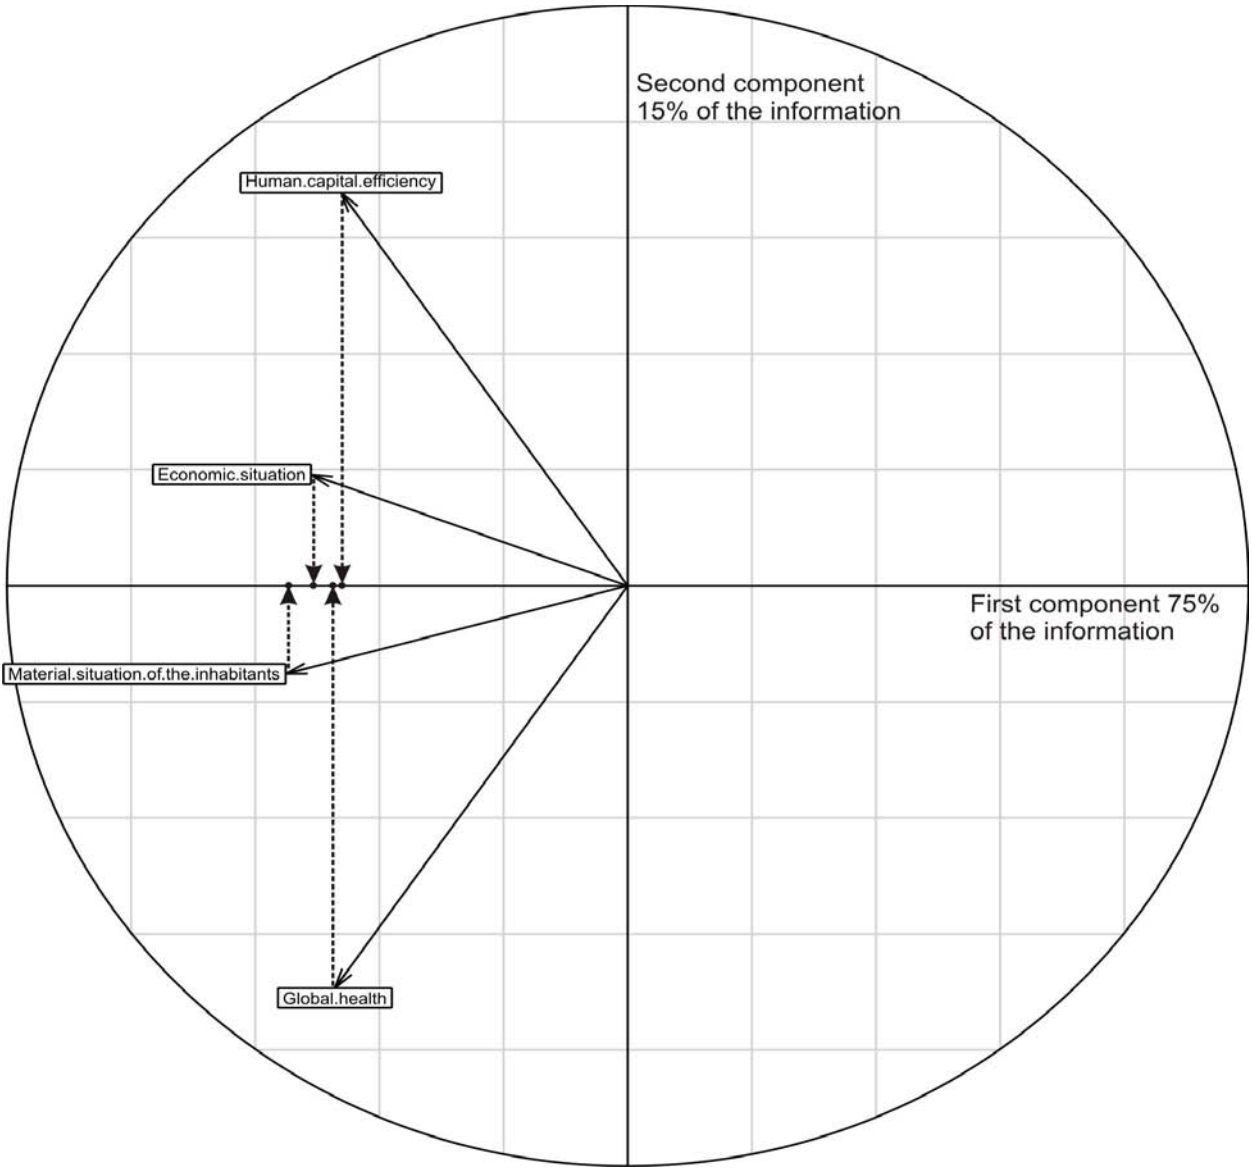 Second component
15% of the information
Human.capital.efficiency
Economic.situation
First component 75%
of the information
Material.situation.of.the.inhabitants
Global.health